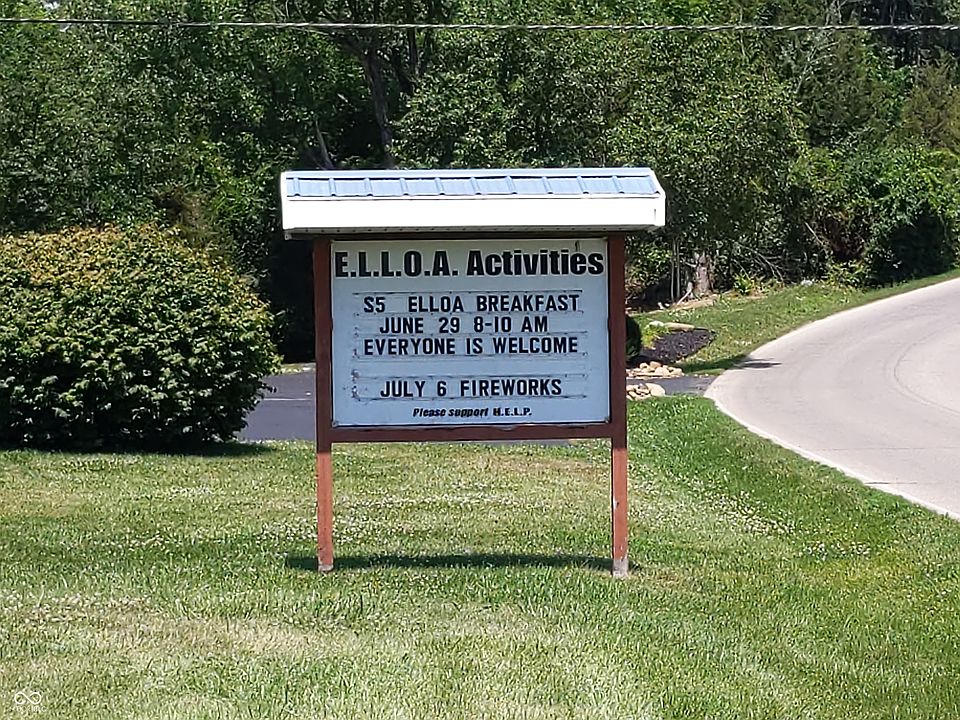 E.L.L.O.A. Activities
S5 ELLOA BREAKFAST
JUNE 29 8-10 AM
EVERYONE IS WELCOME
JULY 6 FIREWORKS
Please support H.E.L.P.